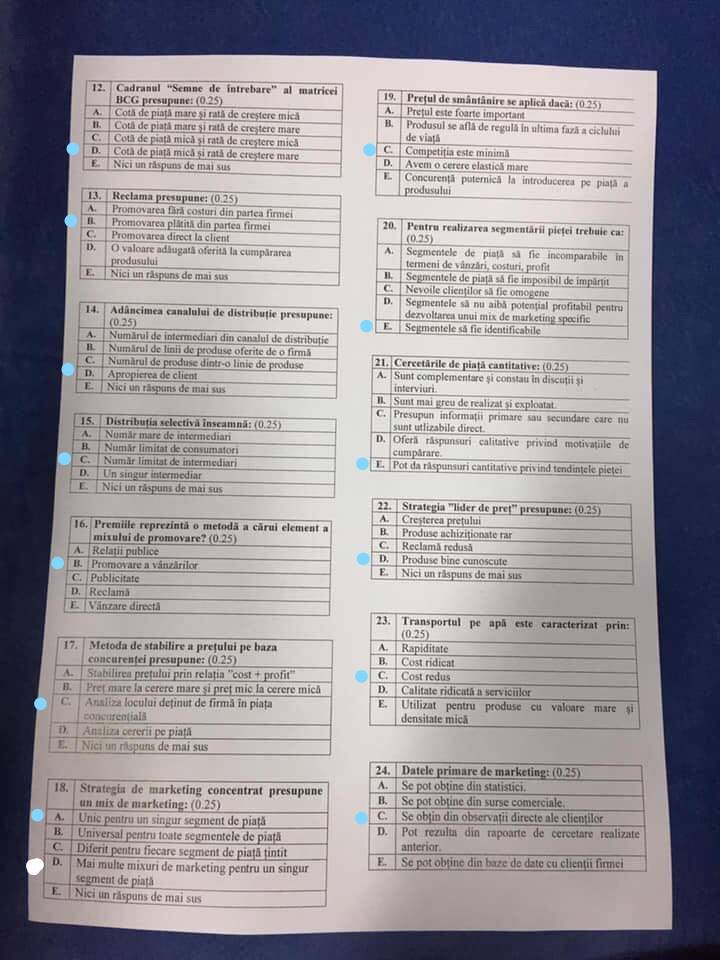 12. Cadranul “Semne de întrebare” al matricei
BCG presupune: (0.25)
A. Cotă de piață mare și rată de creștere mică
B. Cotă de piață mare și rată de creștere mare
C. Cotă de piață mică și rată de creștere mică
D. Cotă de piață mică și rată de creștere mare
E. Nici un răspuns de mai sus
13. Reclama presupune: (0.25)
A. Promovarea fără costuri din partea firmei
B. Promovarea plătită din partea firmei
C. Promovarea direct la client
D. O valoare adăugată oferită la cumpărarea
produsului
E. Nici un răspuns de mai sus
14. Adâncimea canalului de distribuție presupune:
(0.25)
A. Numărul de intermediari din canalul de distribuție
B. Numărul de linii de produse oferite de o firmă
C. Numărul de produse dintr-o linie de produse
D. Apropierea de client
E. Nici un răspuns de mai sus
15. Distribuția selectivă înseamnă: (0.25)
A. Număr mare de intermediari
B. Număr limitat de consumatori
C. Număr limitat de intermediari
D. Un singur intermediar
E. Nici un răspuns de mai sus
16. Premiile reprezintă o metodă a cărui element a
mixului de promovare? (0.25)
A. Relații publice
B. Promovare a vânzărilor
C. Publicitate
D. Reclamă
E. Vânzare directă
17. Metoda de stabilire a prețului pe baza
concurenței presupune: (0.25)
A. Stabilirea prețului prin relația ”cost + profit”
B. Preț mare la cerere mare și preț mic la cerere mică
C. Analiza locului deținut de firmă în piața
concurențială
D. Analiza cererii pe piață
E. Nici un răspuns de mai sus
18. Strategia de marketing concentrat presupune
un mix de marketing: (0.25)
A. Unic pentru un singur segment de piață
B. Universal pentru toate segmentele de piață
C. Diferit pentru fiecare segment de piață țintit
D. Mai multe mixuri de marketing pentru un singur
segment de piață
E. Nici un răspuns de mai sus
19. Prețul de smântânire se aplică dacă: (0.25)
A. Prețul este foarte important
B. Produsul se află de regulă în ultima fază a ciclului
de viață
C. Competiția este minimă
D. Avem o cerere elastică mare
E. Concurență puternică la introducerea pe piață a
produsului
20. Pentru realizarea segmentării pieței trebuie ca:
(0.25)
A. Segmentele de piață să fie incomparabile în
termeni de vânzări, costuri, profit
B. Segmentele de piață să fie imposibil de împărțit
C. Nevoile clienților să fie omogene
D. Segmentele să nu aibă potențial profitabil pentru
dezvoltarea unui mix de marketing specific
E. Segmentele să fie identificabile
21. Cercetările de piață cantitative: (0.25)
A. Sunt complementare și constau în discuții și
interviuri.
B. Sunt mai greu de realizat și exploatat.
C. Presupun informații primare sau secundare care nu
sunt utlizabile direct.
D. Oferă răspunsuri calitative privind motivațiile de
cumpărare.
E. Pot da răspunsuri cantitative privind tendințele pieței
22. Strategia ”lider de preț” presupune: (0.25)
A. Creșterea prețului
B. Produse achiziționate rar
C. Reclamă redusă
D. Produse bine cunoscute
E. Nici un răspuns de mai sus
23. Transportul pe apă este caracterizat prin:
(0.25)
A. Rapiditate
B. Cost ridicat
C. Cost redus
D. Calitate ridicată a serviciilor
E. Utilizat pentru produse cu valoare mare și
densitate mică
24. Datele primare de marketing: (0.25)
A. Se pot obține din statistici.
B. Se pot obține din surse comerciale.
C. Se obțin din observații directe ale clienților
D. Pot rezulta din rapoarte de cercetare realizate
anterior.
E. Se pot obține din baze de date cu clienții firmei